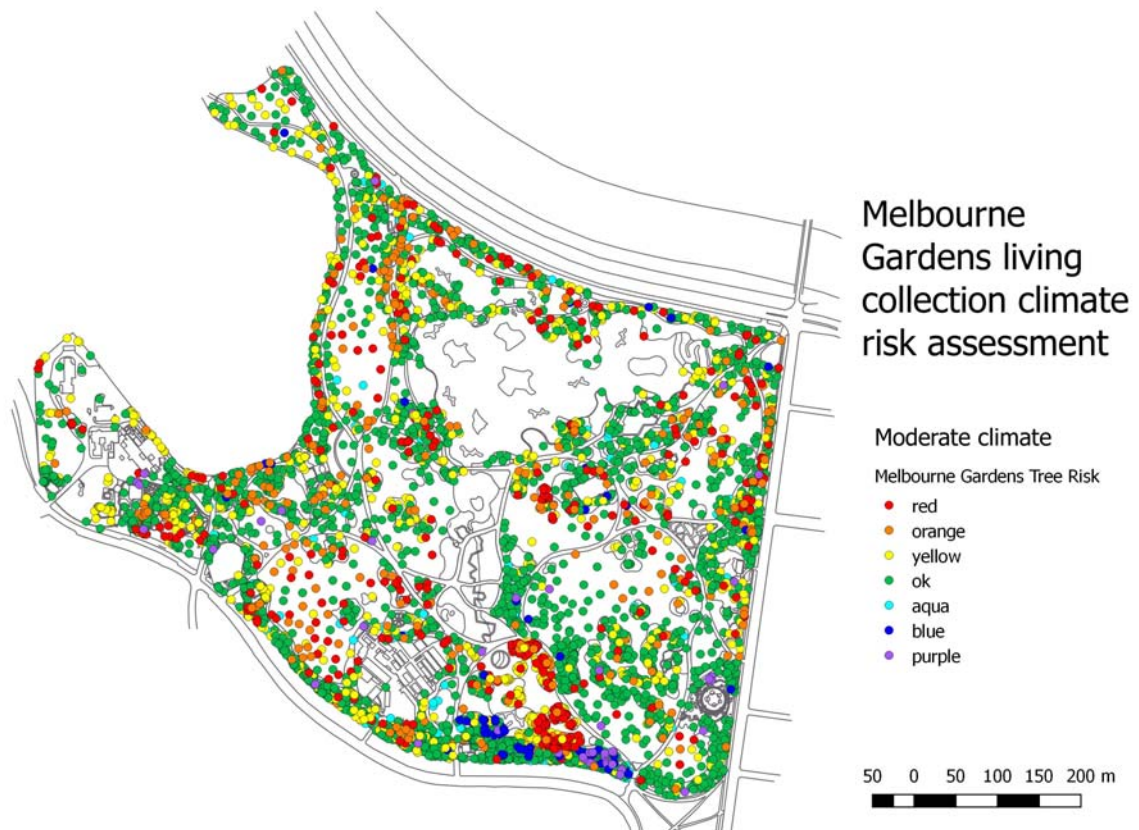 Melbourne
Gardens living
collection climate
risk assessment
Moderate climate
Melbourne Gardens Tree Risk
red
orange
yellow
ok
aqua
blue
purple
50 0 50 100 150 200 m